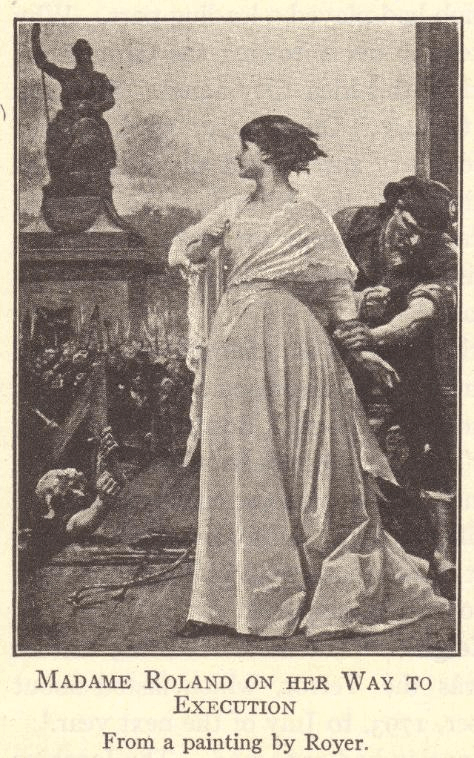 MADAME ROLAND ON HER WAY TO
EXECUTION
From a painting by Royer.